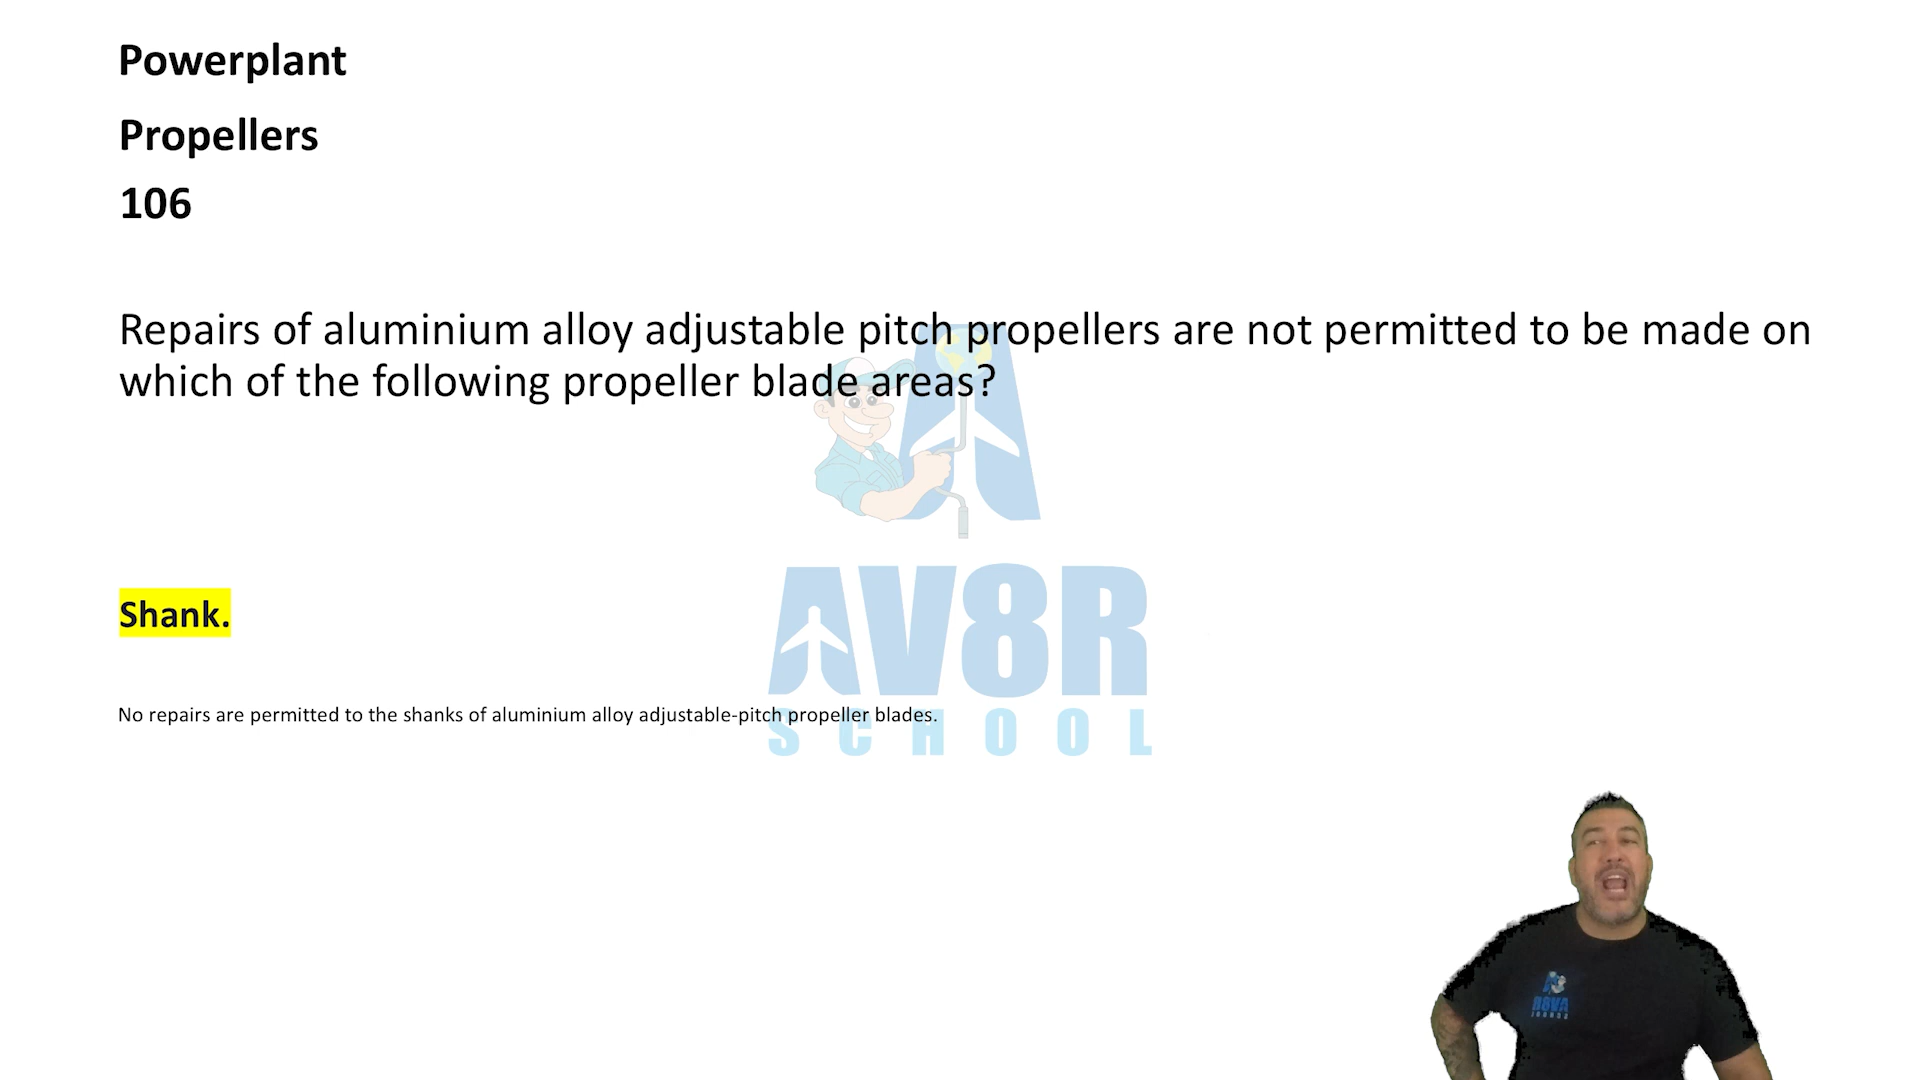 Powerplant
Propellers
106
Repairs of aluminium alloy adjustable pitch propellers are not permitted to be made on
which of the following propeller blade areas?
Shank.
No repairs are permitted to the shanks of aluminium alloy adjustable-pitch propeller blades.
AV8R
SCHOOL